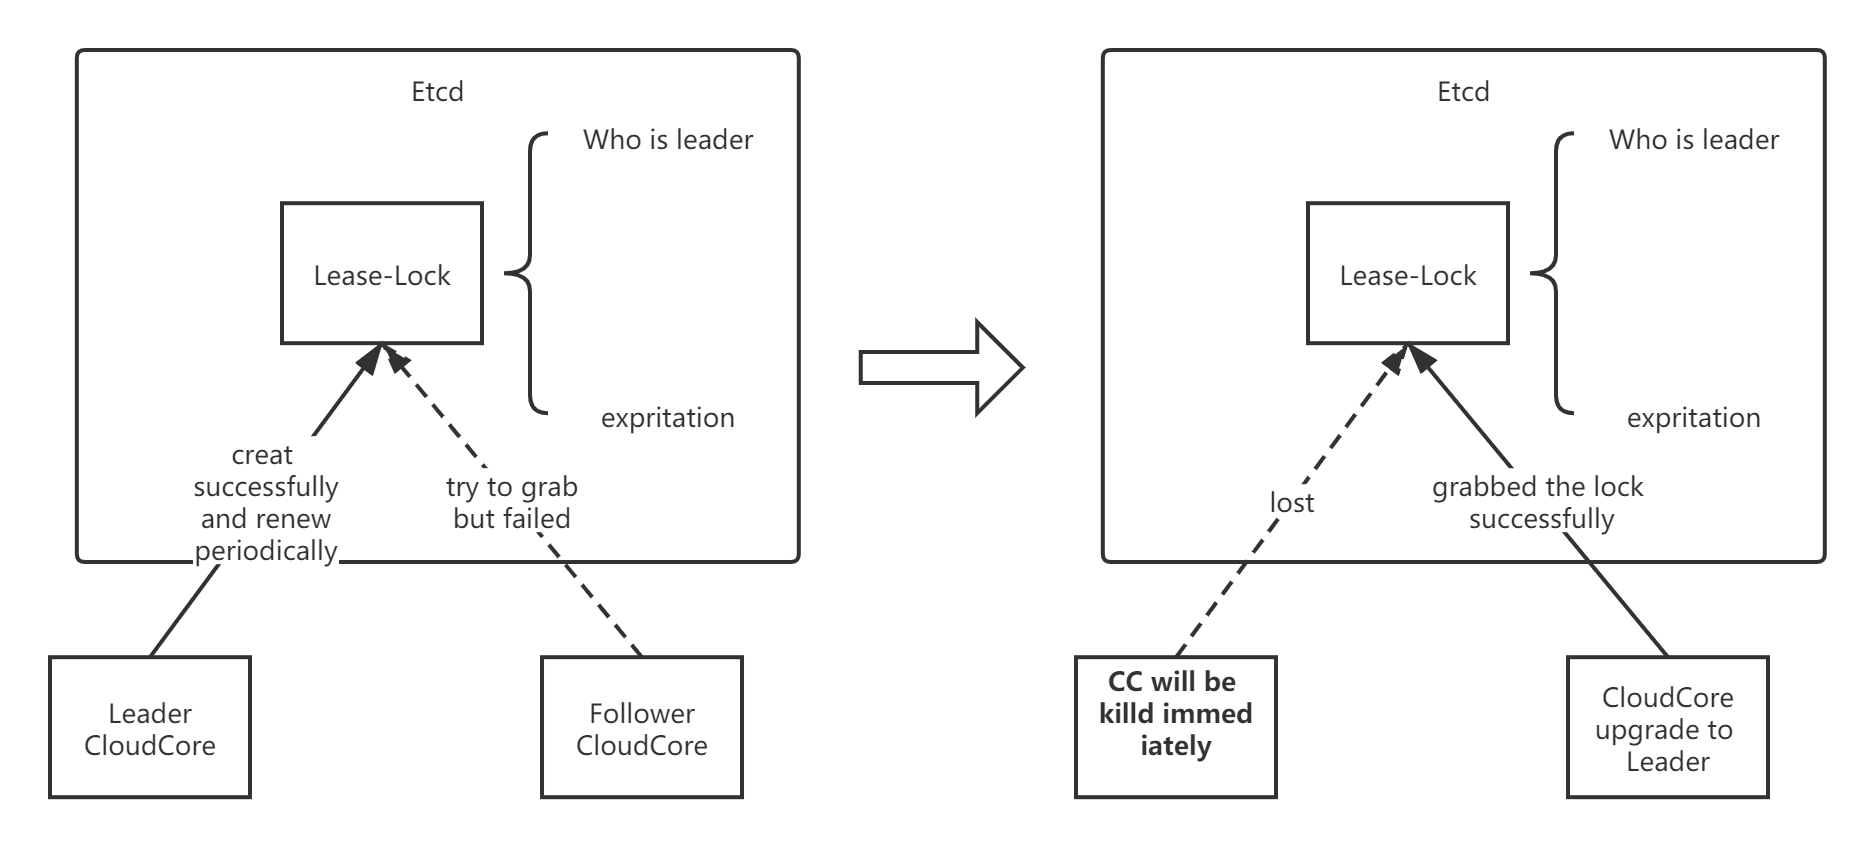 Etcd
Who is leader
Lease-Lock
expritation
creat
successfully
and renew
periodically
try to grab
but failed
Leader
CloudCore
Follower
CloudCore
Etcd
Who is leader
Lease-Lock
expritation
lost
grabbed the lock
successfully
CC will be
killd immed
iately
CloudCore
upgrade to
Leader